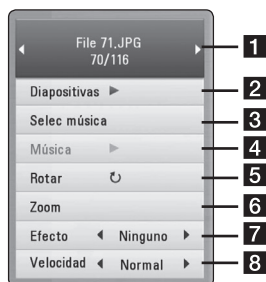 File 71.JPG
70/116
1
Diapositivas
2
Selec música
3
Música
4
Rotar
5
Zoom
6
Efecto Ninguno
7
Velocidad Normal
8